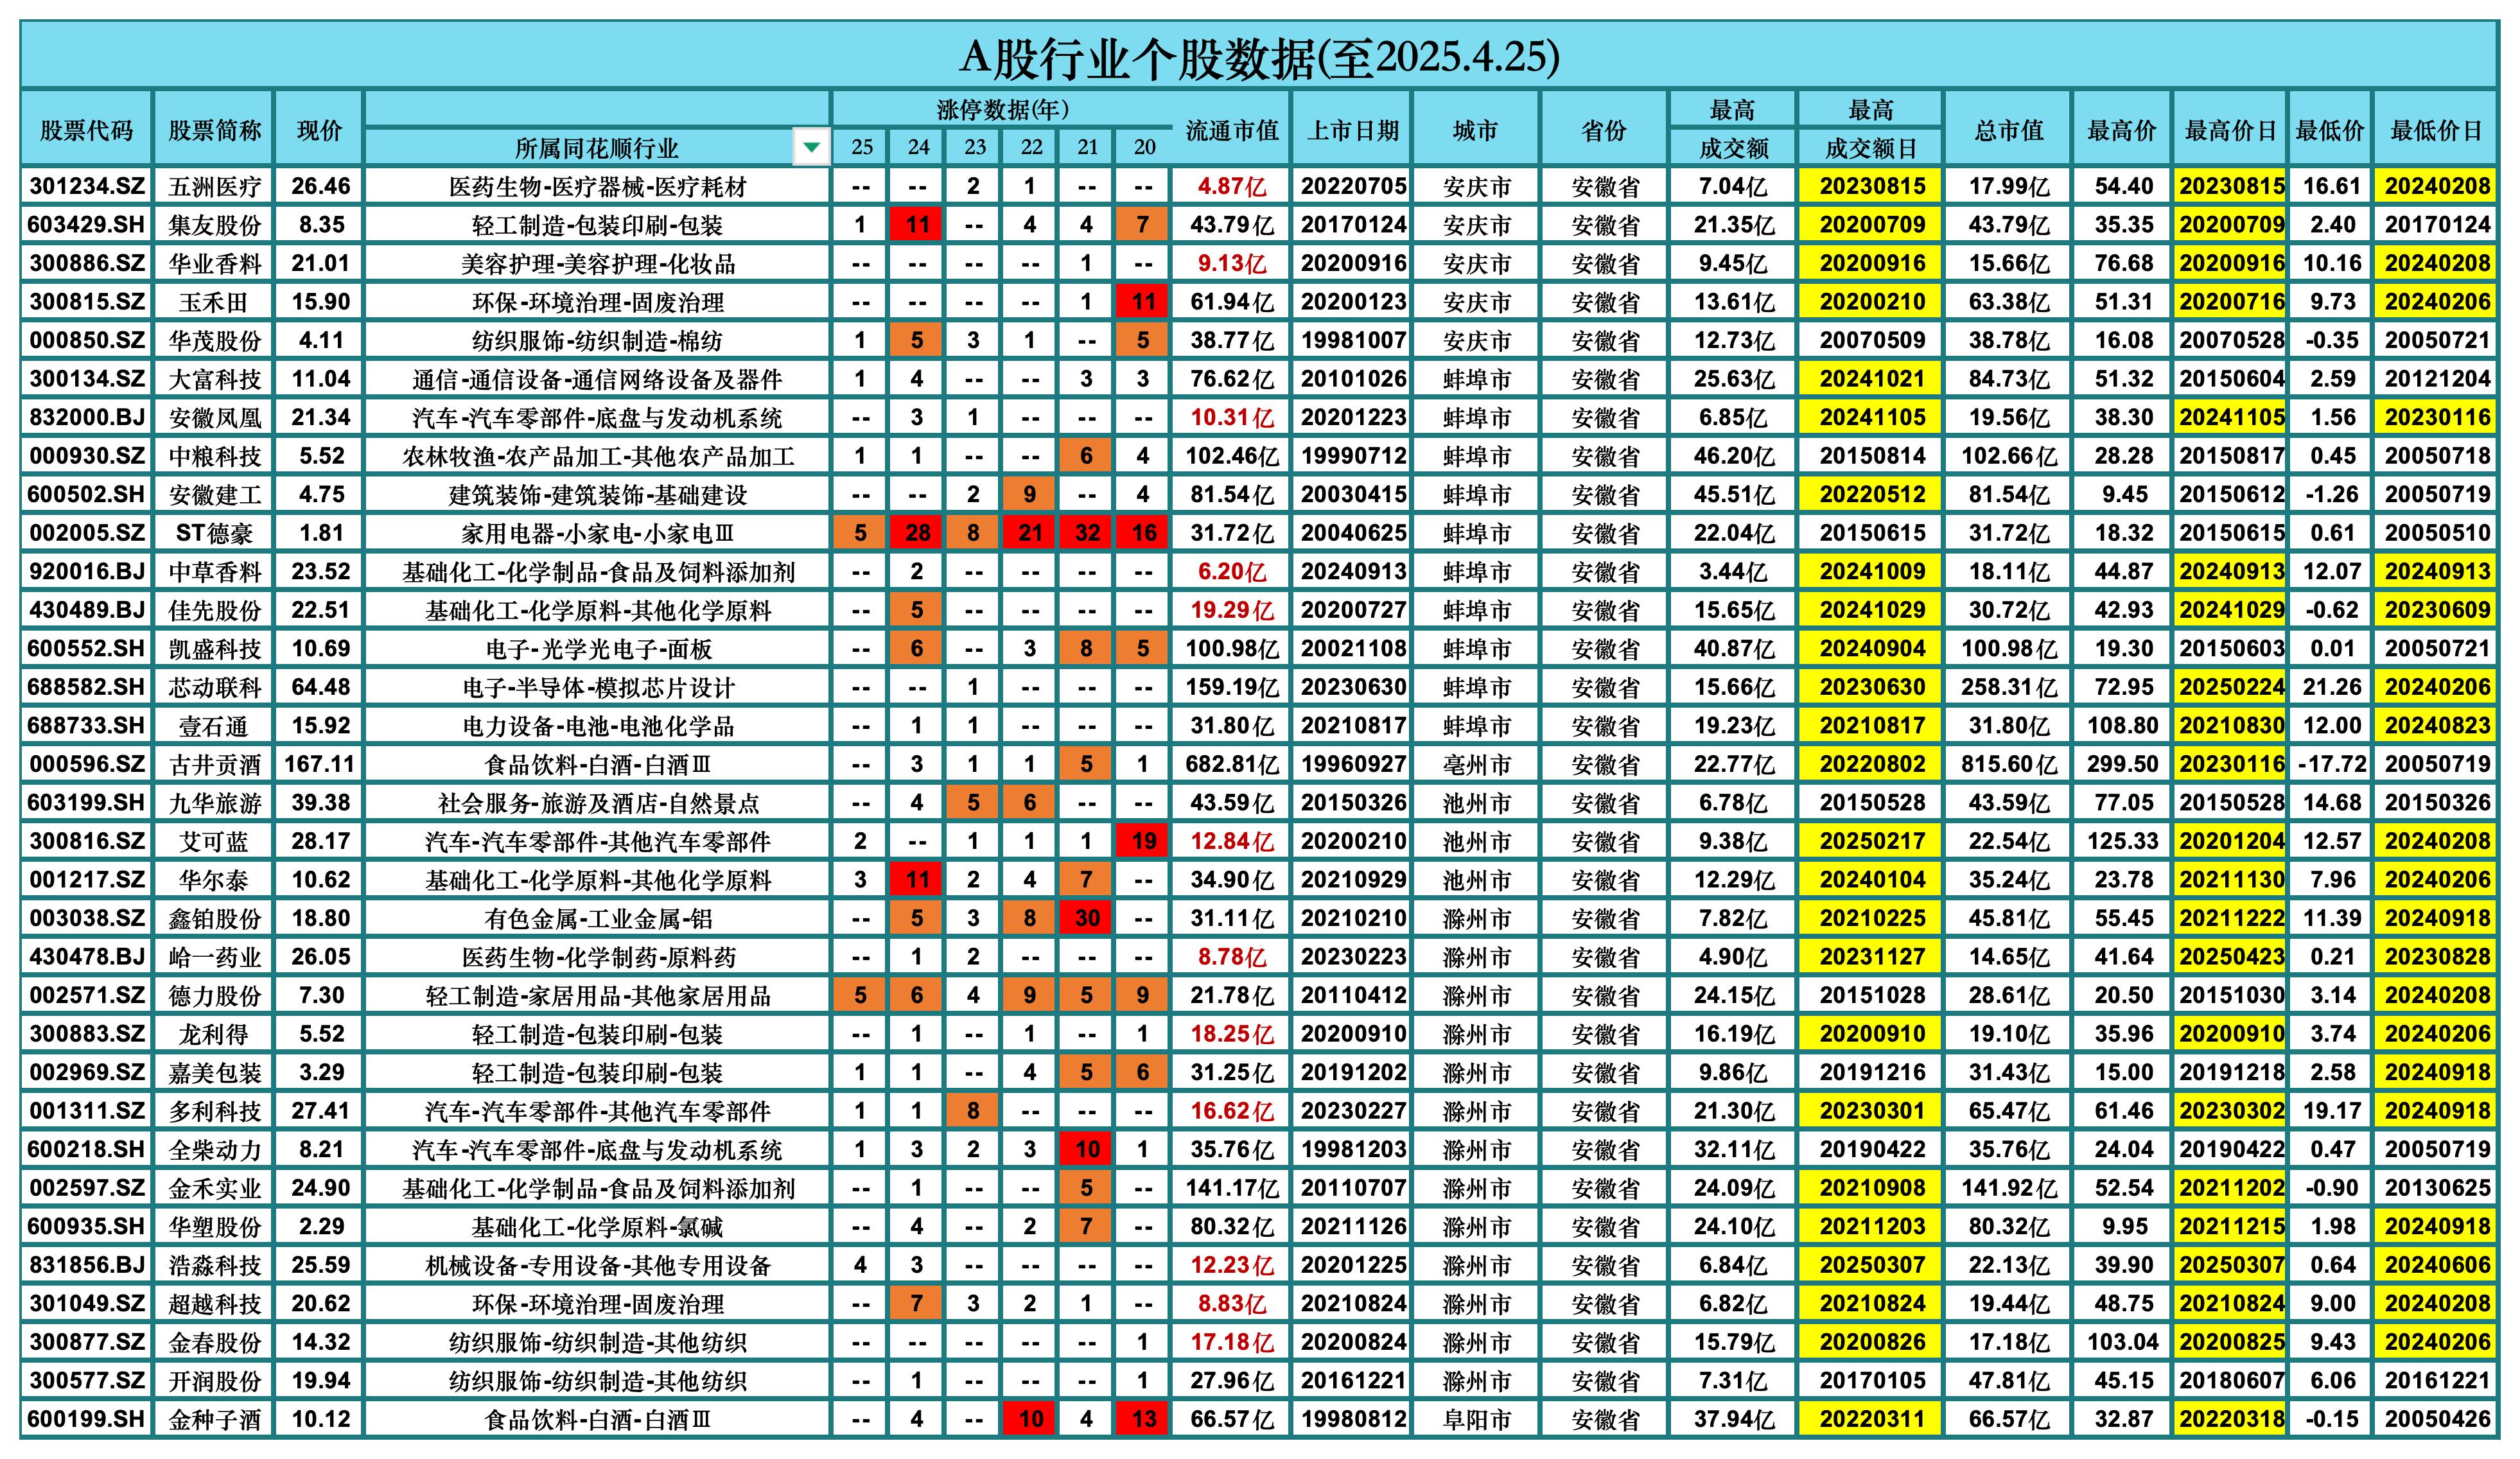 A股行业个股数据(至2025.4.25)
股票代码 股票简称 现价 所属同花顺行业 涨停数据(年) 流通市值 上市日期 城市 省份 最高 最高 总市值 最高价 最高价日 最低价 最低价日
25 24 23 22 21 20 成交额 成交额日
301234.SZ 五洲医疗 26.46 医药生物-医疗器械-医疗耗材 -- -- 2 1 -- -- 4.87亿 20220705 安庆市 安徽省 7.04亿 20230815 17.99亿 54.40 20230815 16.61 20240208
603429.SH 集友股份 8.35 轻工制造-包装印刷-包装 1 11 -- 4 4 7 43.79亿 20170124 安庆市 安徽省 21.35亿 20200709 43.79亿 35.35 20200709 2.40 20170124
300886.SZ 华业香料 21.01 美容护理-美容护理-化妆品 -- -- -- -- 1 -- 9.13亿 20200916 安庆市 安徽省 9.45亿 20200916 15.66亿 76.68 20200916 10.16 20240208
300815.SZ 玉禾田 15.90 环保-环境治理-固废治理 -- -- -- -- 1 11 61.94亿 20200123 安庆市 安徽省 13.61亿 20200210 63.38亿 51.31 20200716 9.73 20240206
000850.SZ 华茂股份 4.11 纺织服饰-纺织制造-棉纺 1 5 3 1 -- 5 38.77亿 19981007 安庆市 安徽省 12.73亿 20070509 38.78亿 16.08 20070528 -0.35 20050721
300134.SZ 大富科技 11.04 通信-通信设备-通信网络设备及器件 1 4 -- -- 3 3 76.62亿 20101026 蚌埠市 安徽省 25.63亿 20241021 84.73亿 51.32 20150604 2.59 20121204
832000.BJ 安徽凤凰 21.34 汽车-汽车零部件-底盘与发动机系统 -- 3 1 -- -- -- 10.31亿 20201223 蚌埠市 安徽省 6.85亿 20241105 19.56亿 38.30 20241105 1.56 20230116
000930.SZ 中粮科技 5.52 农林牧渔-农产品加工-其他农产品加工 1 1 -- -- 6 4 102.46亿 19990712 蚌埠市 安徽省 46.20亿 20150814 102.66亿 28.28 20150817 0.45 20050718
600502.SH 安徽建工 4.75 建筑装饰-建筑装饰-基础建设 -- -- 2 9 -- 4 81.54亿 20030415 蚌埠市 安徽省 45.51亿 20220512 81.54亿 9.45 20150612 -1.26 20050719
002005.SZ ST德豪 1.81 家用电器-小家电-小家电Ⅲ 5 28 8 21 32 16 31.72亿 20040625 蚌埠市 安徽省 22.04亿 20150615 31.72亿 18.32 20150615 0.61 20050510
920016.BJ 中草香料 23.52 基础化工-化学制品-食品及饲料添加剂 -- 2 -- -- -- -- 6.20亿 20240913 蚌埠市 安徽省 3.44亿 20241009 18.11亿 44.87 20240913 12.07 20240913
430489.BJ 佳先股份 22.51 基础化工-化学原料-其他化学原料 -- 5 -- -- -- -- 19.29亿 20200727 蚌埠市 安徽省 15.65亿 20241029 30.72亿 42.93 20241029 -0.62 20230609
600552.SH 凯盛科技 10.69 电子-光学光电子-面板 -- 6 -- 3 8 5 100.98亿 20021108 蚌埠市 安徽省 40.87亿 20240904 100.98亿 19.30 20150603 0.01 20050721
688582.SH 芯动联科 64.48 电子-半导体-模拟芯片设计 -- -- 1 -- -- -- 159.19亿 20230630 蚌埠市 安徽省 15.66亿 20230630 258.31亿 72.95 20250224 21.26 20240206
688733.SH 壹石通 15.92 电力设备-电池-电池化学品 -- 1 1 -- -- -- 31.80亿 20210817 蚌埠市 安徽省 19.23亿 20210817 31.80亿 108.80 20210830 12.00 20240823
000596.SZ 古井贡酒 167.11 食品饮料-白酒-白酒Ⅲ -- 3 1 1 5 1 682.81亿 19960927 亳州市 安徽省 22.77亿 20220802 815.60亿 299.50 20230116 -17.72 20050719
603199.SH 九华旅游 39.38 社会服务-旅游及酒店-自然景点 -- 4 5 6 -- -- 43.59亿 20150326 池州市 安徽省 6.78亿 20150528 43.59亿 77.05 20150528 14.68 20150326
300816.SZ 艾可蓝 28.17 汽车-汽车零部件-其他汽车零部件 2 -- 1 1 1 19 12.84亿 20200210 池州市 安徽省 9.38亿 20250217 22.54亿 125.33 20201204 12.57 20240208
001217.SZ 华尔泰 10.62 基础化工-化学原料-其他化学原料 3 11 2 4 7 -- 34.90亿 20210929 池州市 安徽省 12.29亿 20240104 35.24亿 23.78 20211130 7.96 20240206
003038.SZ 鑫铂股份 18.80 有色金属-工业金属-铝 -- 5 3 8 30 -- 31.11亿 20210210 滁州市 安徽省 7.82亿 20210225 45.81亿 55.45 20211222 11.39 20240918
430478.BJ 峆一药业 26.05 医药生物-化学制药-原料药 -- 1 2 -- -- -- 8.78亿 20230223 滁州市 安徽省 4.90亿 20231127 14.65亿 41.64 20250423 0.21 20230828
002571.SZ 德力股份 7.30 轻工制造-家居用品-其他家居用品 5 6 4 9 5 9 21.78亿 20110412 滁州市 安徽省 24.15亿 20151028 28.61亿 20.50 20151030 3.14 20240208
300883.SZ 龙利得 5.52 轻工制造-包装印刷-包装 -- 1 -- 1 -- 1 18.25亿 20200910 滁州市 安徽省 16.19亿 20200910 19.10亿 35.96 20200910 3.74 20240206
002969.SZ 嘉美包装 3.29 轻工制造-包装印刷-包装 1 1 -- 4 5 6 31.25亿 20191202 滁州市 安徽省 9.86亿 20191216 31.43亿 15.00 20191218 2.58 20240918
001311.SZ 多利科技 27.41 汽车-汽车零部件-其他汽车零部件 1 1 8 -- -- -- 16.62亿 20230227 滁州市 安徽省 21.30亿 20230301 65.47亿 61.46 20230302 19.17 20240918
600218.SH 全柴动力 8.21 汽车-汽车零部件-底盘与发动机系统 1 3 2 3 10 1 35.76亿 19981203 滁州市 安徽省 32.11亿 20190422 35.76亿 24.04 20190422 0.47 20050719
002597.SZ 金禾实业 24.90 基础化工-化学制品-食品及饲料添加剂 -- 1 -- -- 5 -- 141.17亿 20110707 滁州市 安徽省 24.09亿 20210908 141.92亿 52.54 20211202 -0.90 20130625
600935.SH 华塑股份 2.29 基础化工-化学原料-氯碱 -- 4 -- 2 7 -- 80.32亿 20211126 滁州市 安徽省 24.10亿 20211203 80.32亿 9.95 20211215 1.98 20240918
831856.BJ 浩淼科技 25.59 机械设备-专用设备-其他专用设备 4 3 -- -- -- -- 12.23亿 20201225 滁州市 安徽省 6.84亿 20250307 22.13亿 39.90 20250307 0.64 20240606
301049.SZ 超越科技 20.62 环保-环境治理-固废治理 -- 7 3 2 1 -- 8.83亿 20210824 滁州市 安徽省 6.82亿 20210824 19.44亿 48.75 20210824 9.00 20240208
300877.SZ 金春股份 14.32 纺织服饰-纺织制造-其他纺织 -- -- -- -- -- 1 17.18亿 20200824 滁州市 安徽省 15.79亿 20200826 17.18亿 103.04 20200825 9.43 20240206
300577.SZ 开润股份 19.94 纺织服饰-纺织制造-其他纺织 -- 1 -- -- -- 1 27.96亿 20161221 滁州市 安徽省 7.31亿 20170105 47.81亿 45.15 20180607 6.06 20161221
600199.SH 金种子酒 10.12 食品饮料-白酒-白酒Ⅲ -- 4 -- 10 4 13 66.57亿 19980812 阜阳市 安徽省 37.94亿 20220311 66.57亿 32.87 20220318 -0.15 20050426